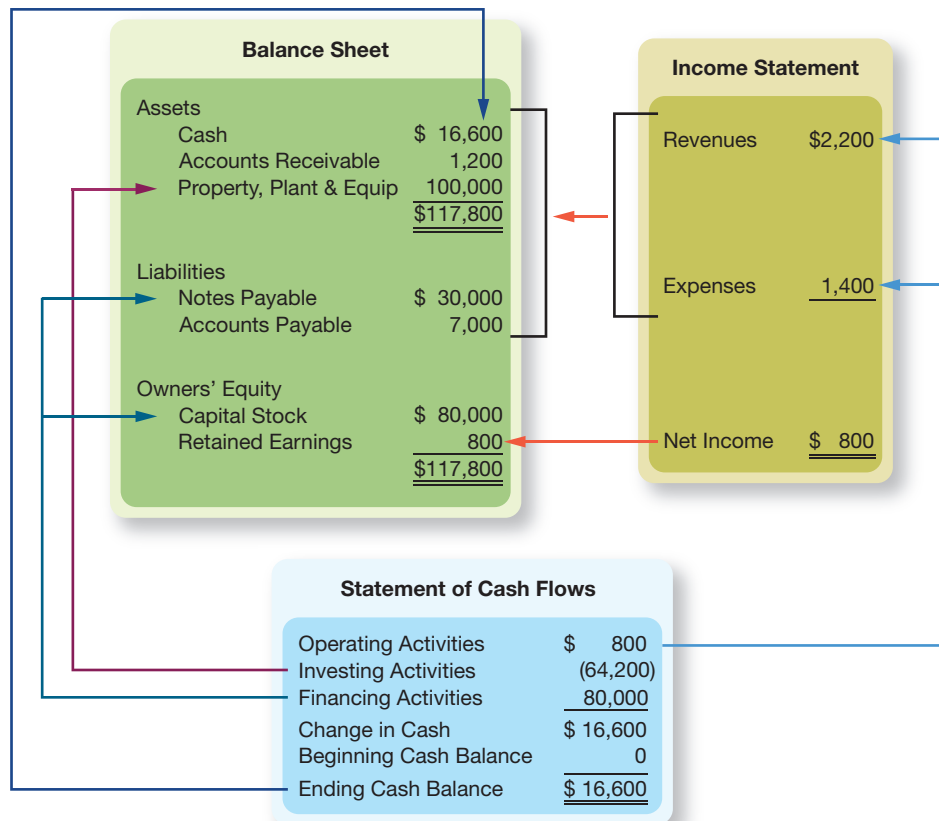 Balance Sheet
Assets
Cash $ 16,600
Accounts Receivable 1,200
Property, Plant & Equip 100,000
$117,800
Liabilities
Notes Payable $ 30,000
Accounts Payable 7,000
Owners' Equity
Capital Stock $ 80,000
Retained Earnings 800
$117,800
Income Statement
Revenues $2,200
Expenses 1,400
Net Income $ 800
Statement of Cash Flows
Operating Activities $ 800
Investing Activities (64,200)
Financing Activities 80,000
Change in Cash $ 16,600
Beginning Cash Balance 0
Ending Cash Balance $ 16,600